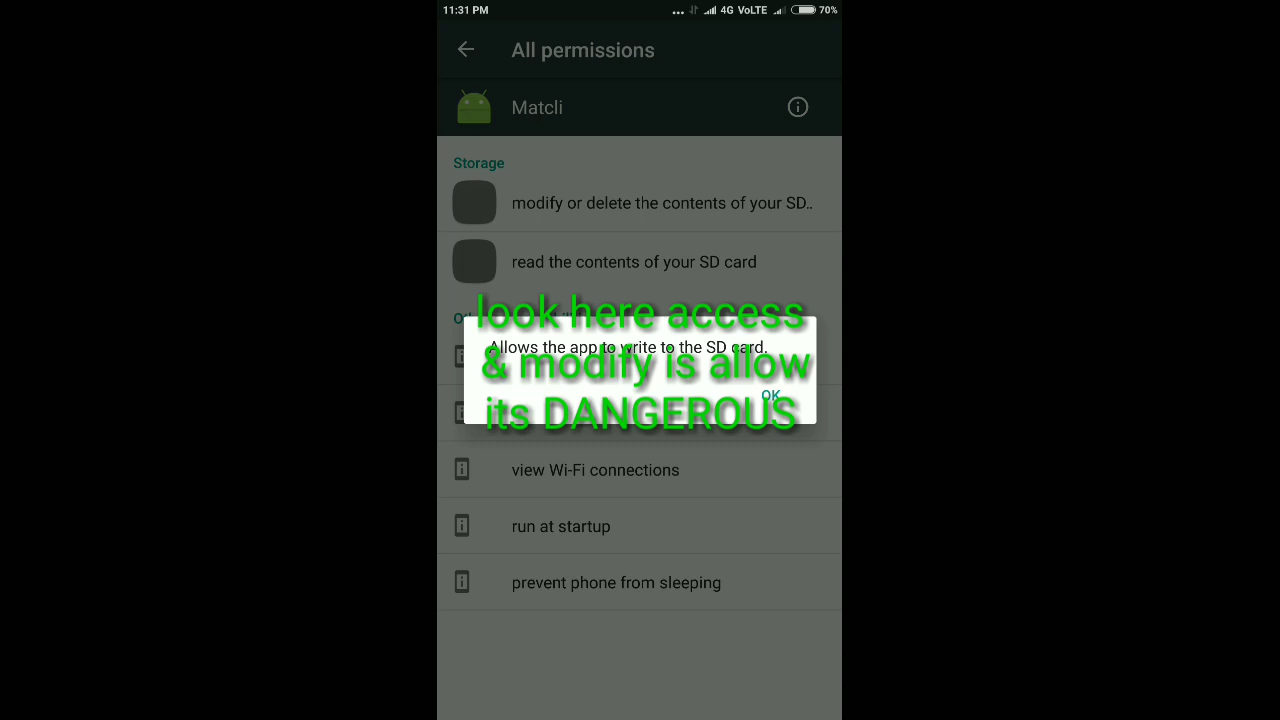 11:31 PM
... 4G VoLTE 70%
All permissions
Matcli
Storage
modify or delete the contents of your SD..
read the contents of your SD card
look here access
Allows the app to write to the SD card.
& modify is allow
OK
its DANGEROUS
view Wi-Fi connections
run at startup
prevent phone from sleeping